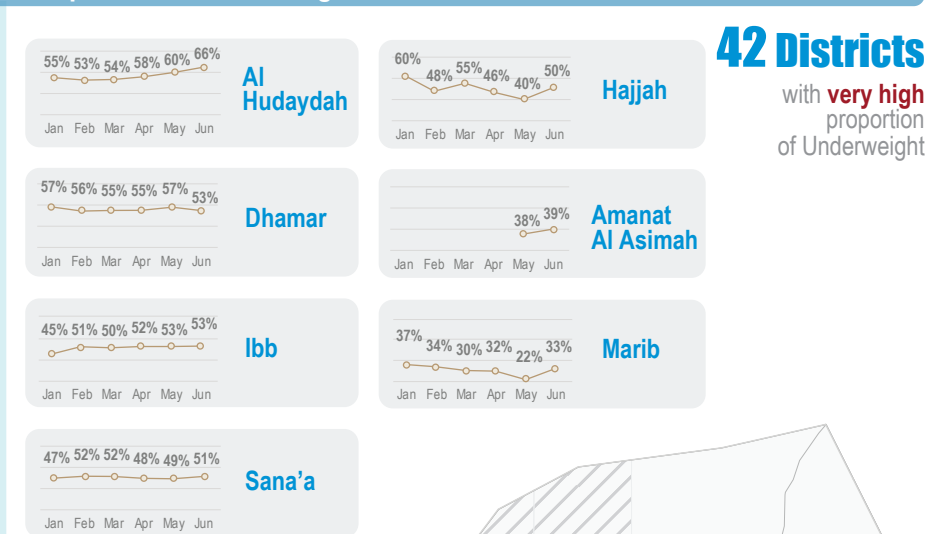 55% 53% 54% 58% 60% 66%
Jan Feb Mar Apr May Jun
Al
Hudaydah
60% 48% 55% 46% 40% 50%
Jan Feb Mar Apr May Jun
Hajjah
42 Districts
with very high
proportion
of Underweight
57% 56% 55% 55% 57% 53%
Jan Feb Mar Apr May Jun
Dhamar
38% 39%
Jan Feb Mar Apr May Jun
Amanat
Al Asimah
45% 51% 50% 52% 53% 53%
Jan Feb Mar Apr May Jun
Ibb
37% 34% 30% 32% 22% 33%
Jan Feb Mar Apr May Jun
Marib
47% 52% 52% 48% 49% 51%
Jan Feb Mar Apr May Jun
Sana’a